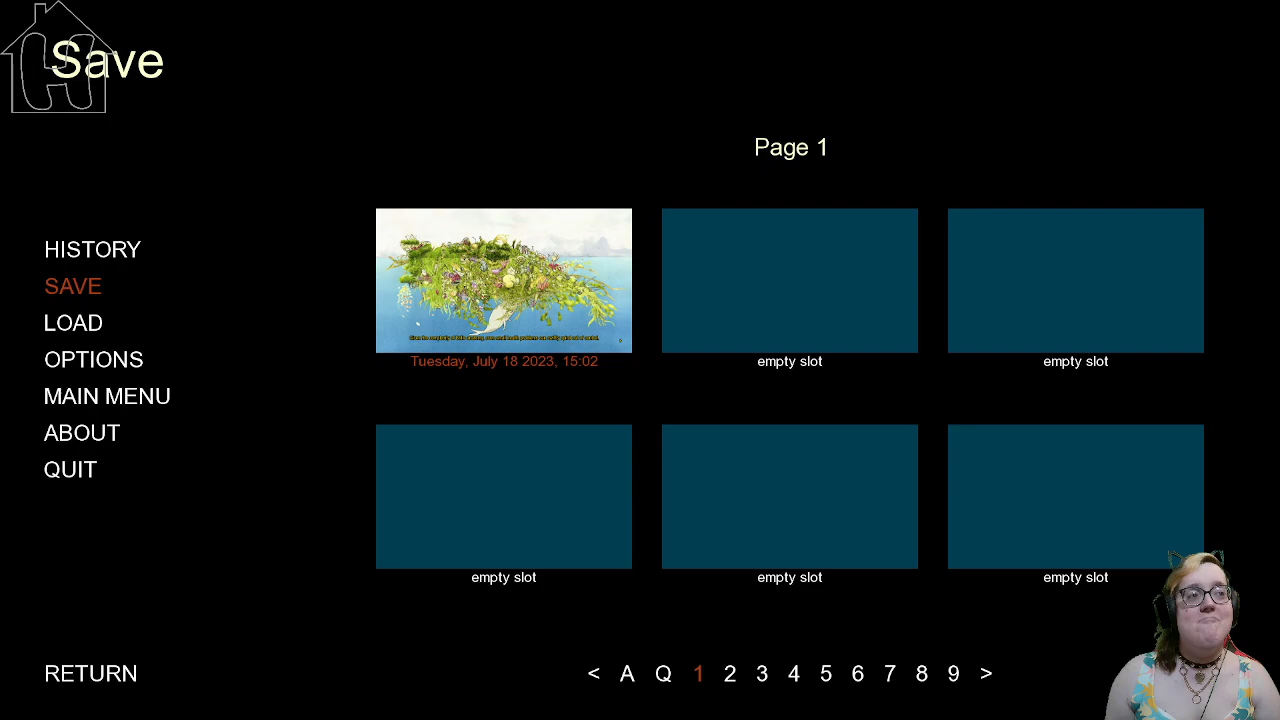 Save
Page 1
HISTORY
SAVE
LOAD
OPTIONS
MAIN MENU
ABOUT
QUIT
RETURN
Tuesday, July 18 2023, 15:02
empty slot
empty slot
empty slot
empty slot
empty slot
< A Q 1 2 3 4 5 6 7 8 9 >